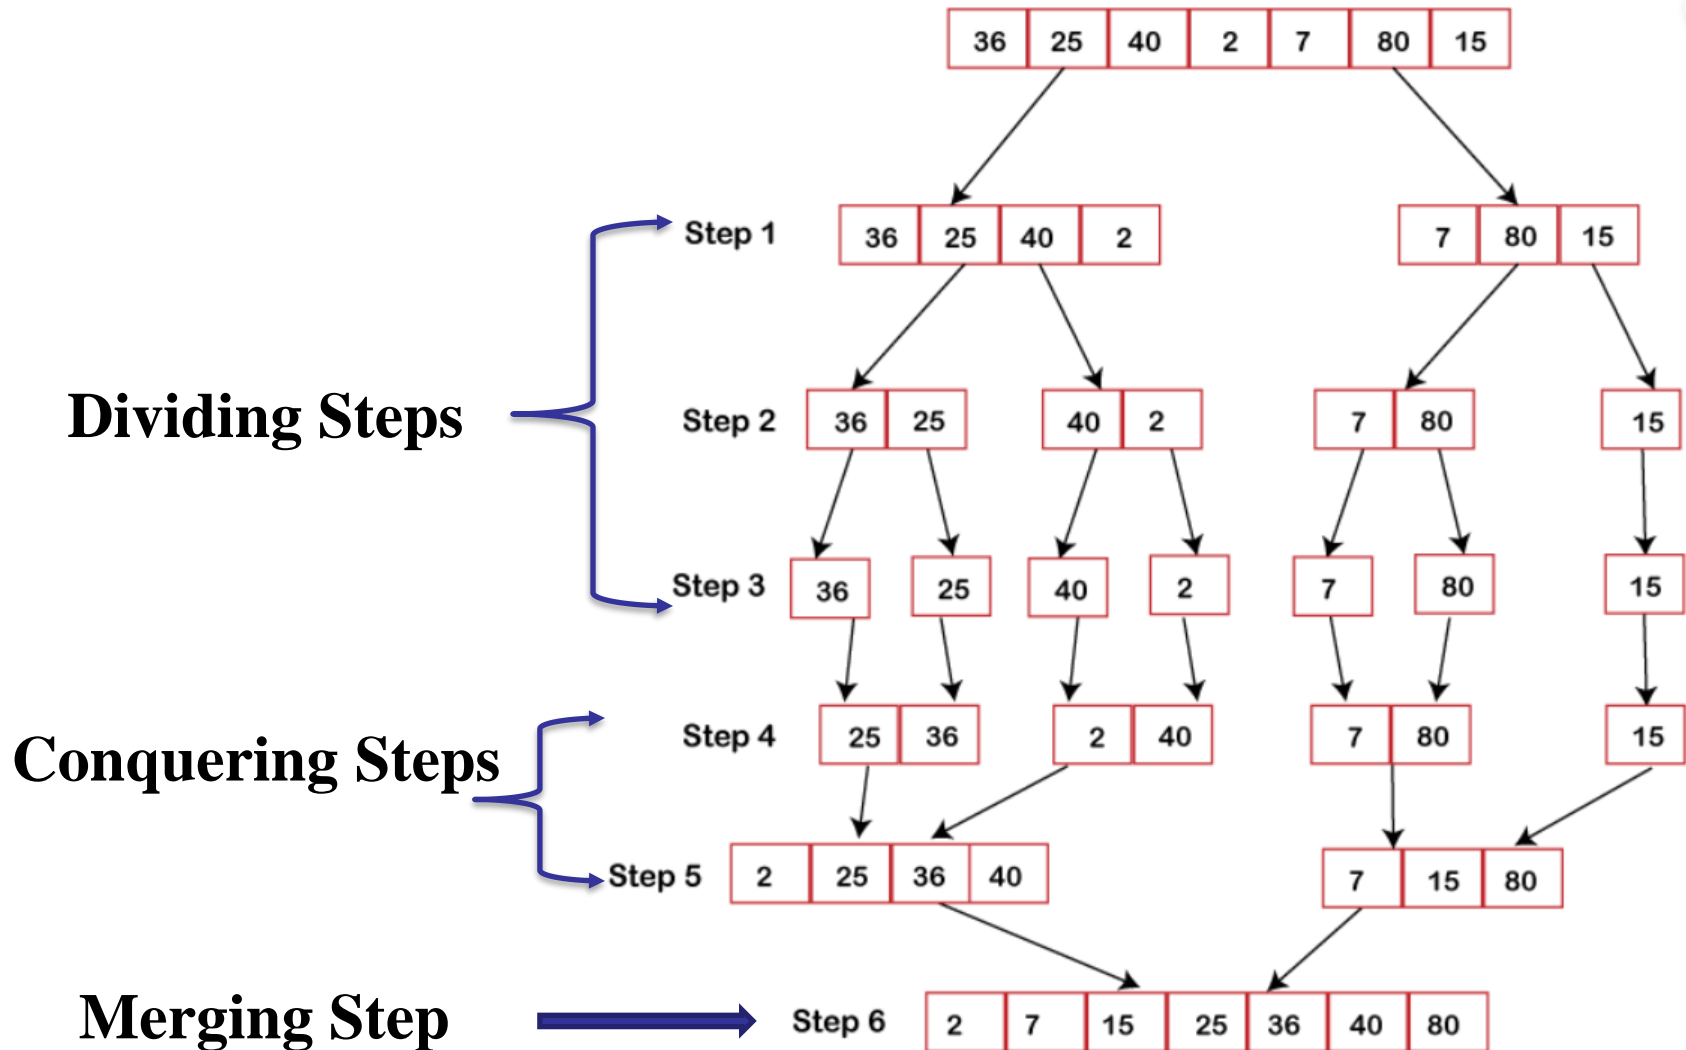 36 25 40 2 7 80 15
Step 1 36 25 40 2 7 80 15
Dividing Steps
Step 2 36 25 40 2 7 80 15
Step 3 36 25 40 2 7 80 15
Conquering Steps
Step 4 25 36 2 40 7 80 15
Step 5 2 25 36 40 7 15 80
Merging Step
Step 6 2 7 15 25 36 40 80